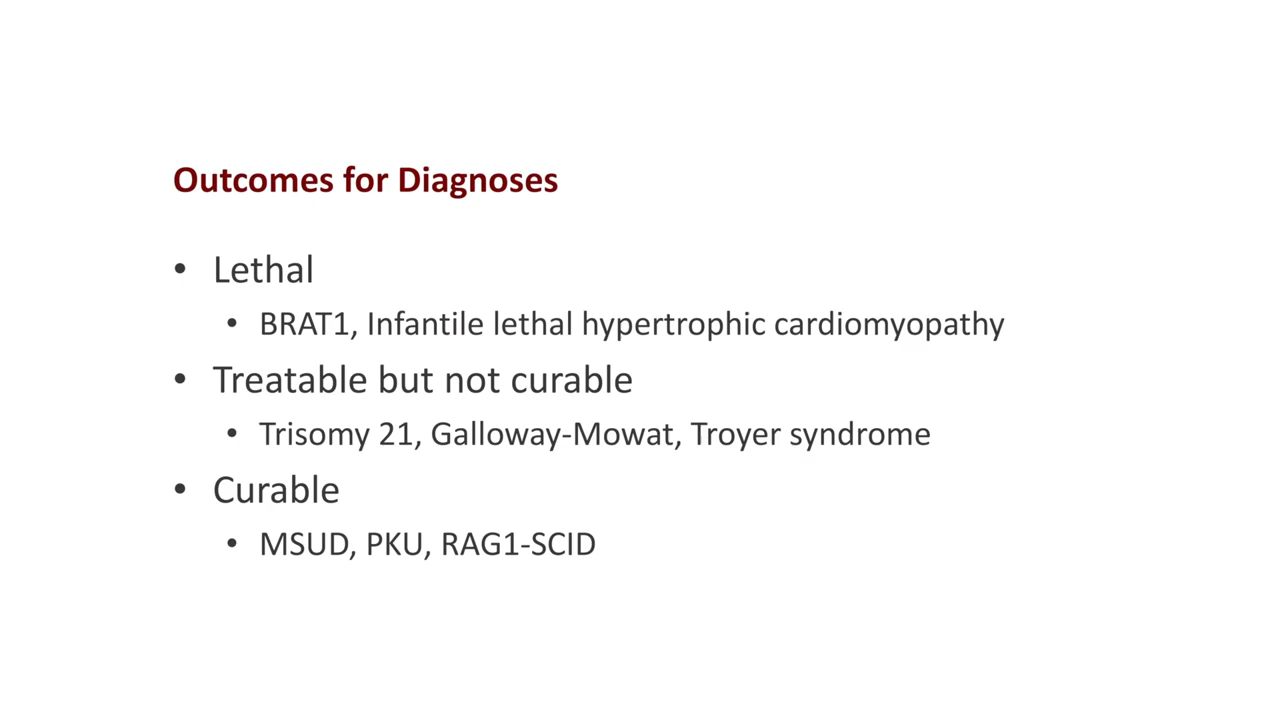 Outcomes for Diagnoses
• Lethal
• BRAT1, Infantile lethal hypertrophic cardiomyopathy
• Treatable but not curable
• Trisomy 21, Galloway-Mowat, Troyer syndrome
• Curable
• MSUD, PKU, RAG1-SCID